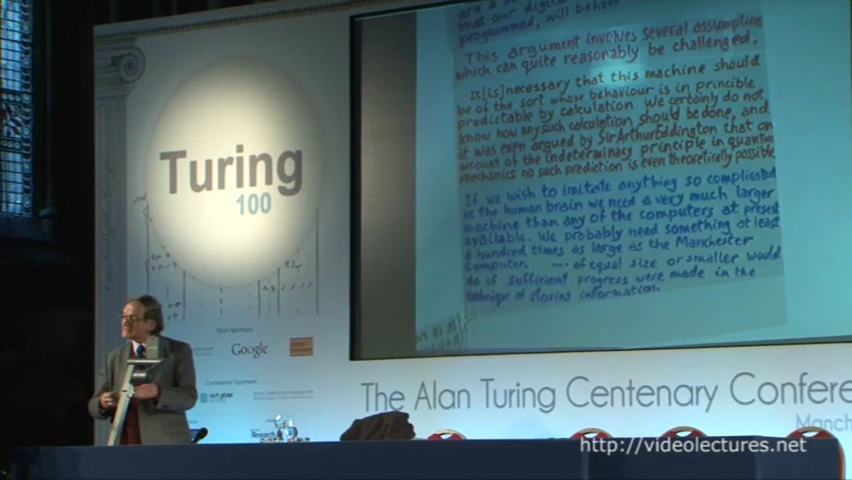 are a s
that our digi
programmed, will behave
This argument involves several assumptions
which can quite reasonably be challenged.
It [is] necessary that this machine should
be of the sort whose behaviour is in principle
predictable by calculation. We certainly do not
know how any such calculation should be done, and
it was even argued by Sir Arthur Eddington that on
account of the indeterminacy principle in quantum
mechanics no such prediction is even theoretically possible
If we wish to imitate anything so complicated
as the human brain we need a very much larger
machine than any of the computers at present
available. We probably need something at least
a hundred times as large as the Manchester
Computer. .... of equal size or smaller would
do if sufficient progress were made in the
technique of storing information.
Turing
100
Google
The Alan Turing Centenary Confere
Manch
http://videolectures.net